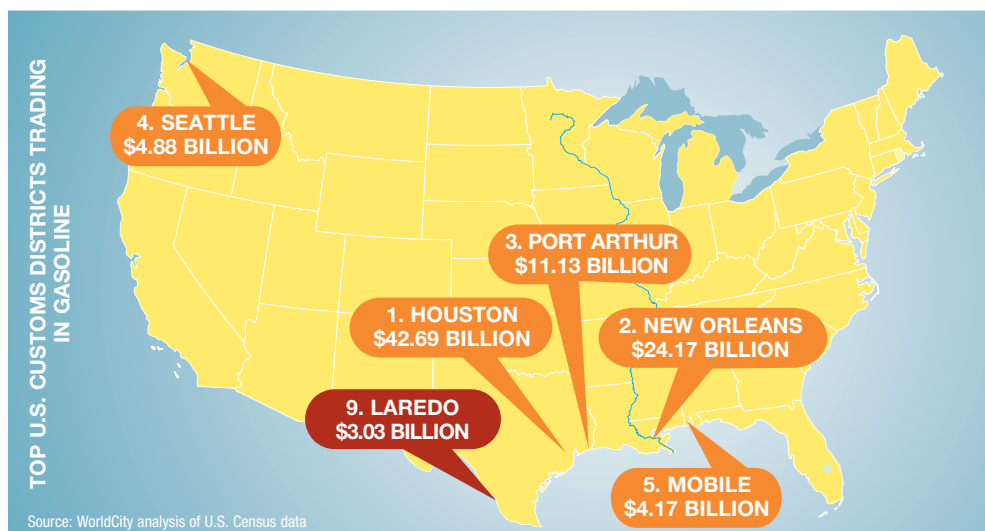 TOP U.S. CUSTOMS DISTRICTS TRADING
IN GASOLINE
4. SEATTLE
$4.88 BILLION
3. PORT ARTHUR
$11.13 BILLION
1. HOUSTON
$42.69 BILLION
2. NEW ORLEANS
$24.17 BILLION
9. LAREDO
$3.03 BILLION
5. MOBILE
$4.17 BILLION
Source: WorldCity analysis of U.S. Census data